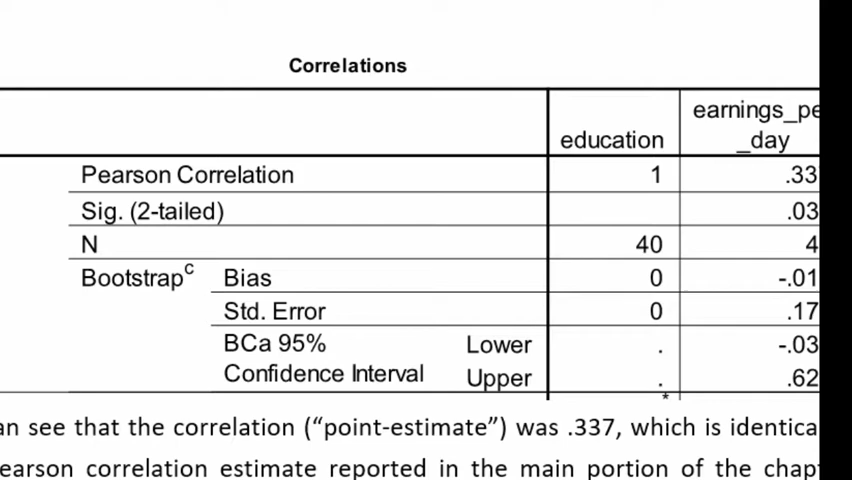 Correlations
earnings_pe
education _day
Pearson Correlation 1 .33
Sig. (2-tailed) .03
N 40 4
Bootstrap^c Bias 0 -.01
Std. Error 0 .17
BCa 95% Lower . -.03
Confidence Interval Upper . .62
*
an see that the correlation (“point-estimate”) was .337, which is identica
earson correlation estimate reported in the main portion of the chap